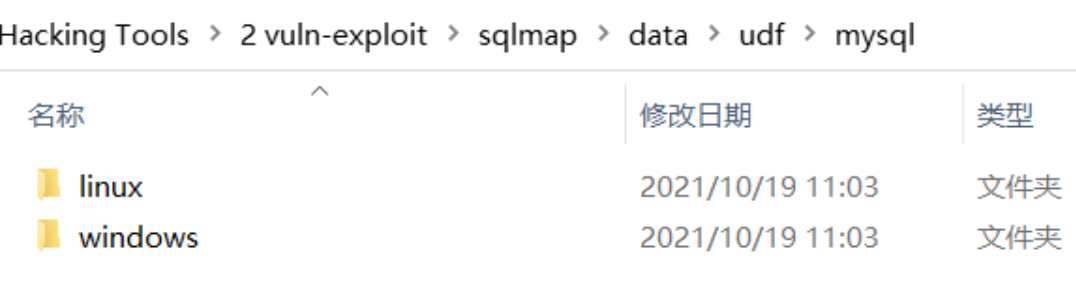 Hacking Tools > 2 vuln-exploit > sqlmap > data > udf > mysql
名称 修改日期 类型
linux 2021/10/19 11:03 文件夹
windows 2021/10/19 11:03 文件夹